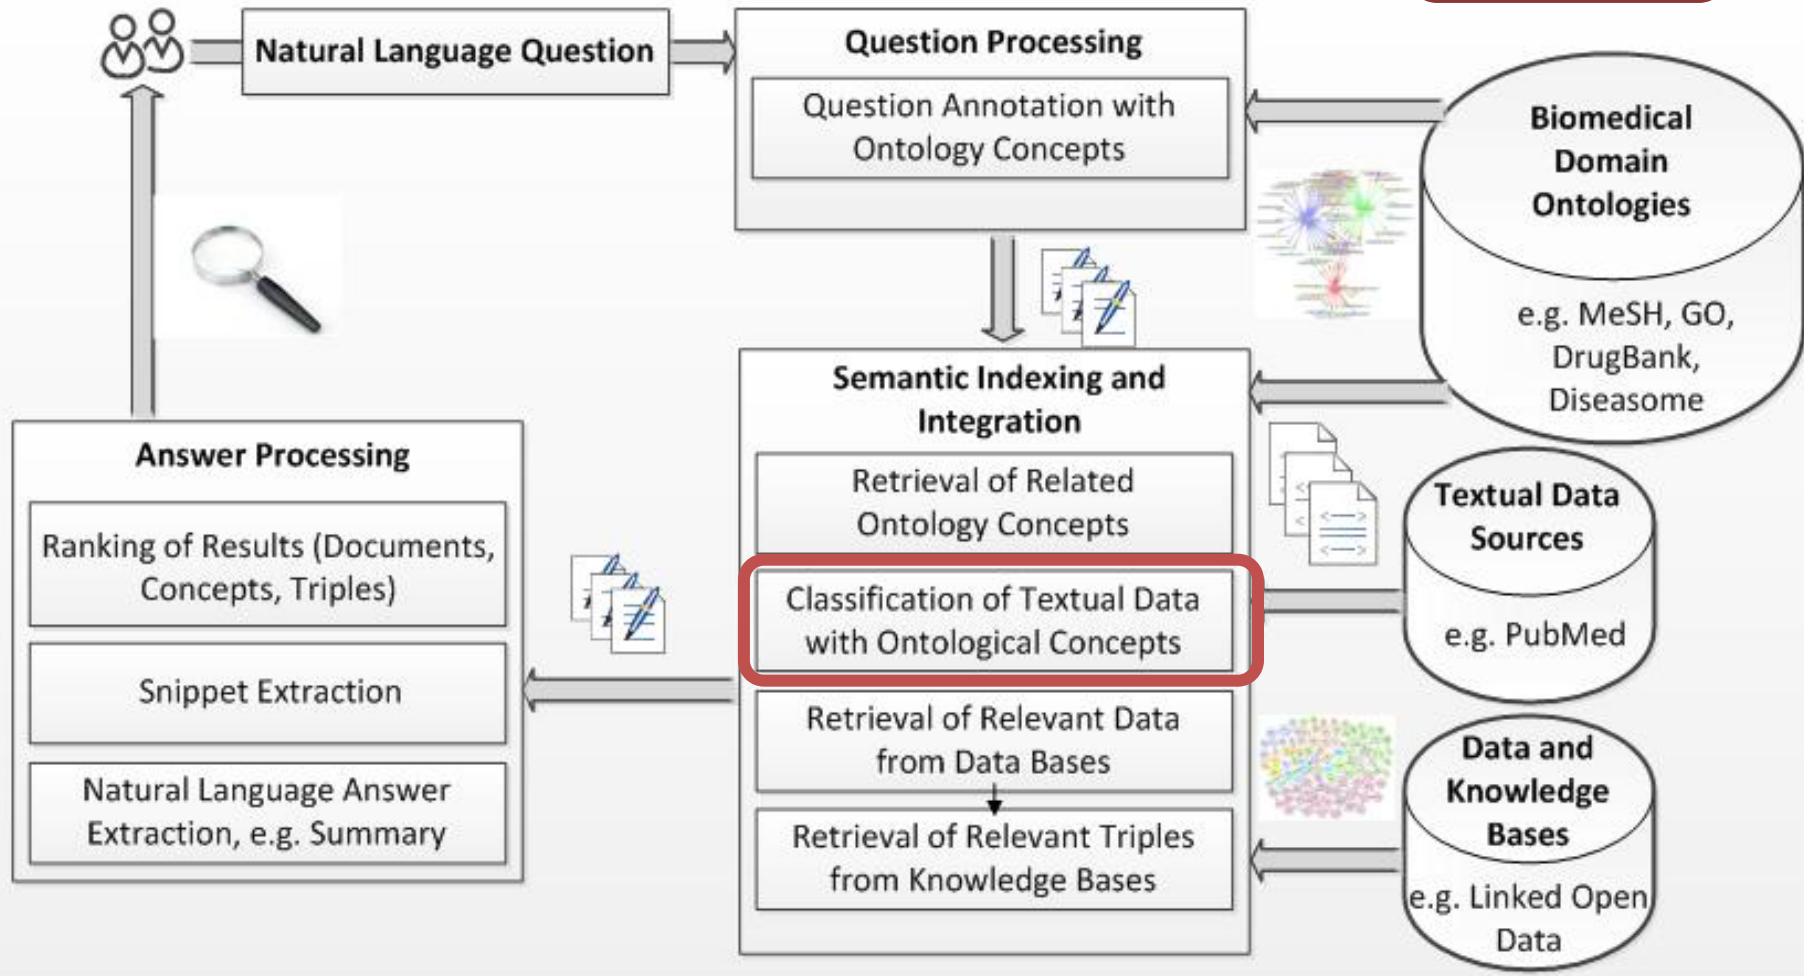 Natural Language Question
Question Processing
Question Annotation with
Ontology Concepts
Biomedical
Domain
Ontologies
e.g. MeSH, GO,
DrugBank,
Diseasome
Semantic Indexing and
Integration
Retrieval of Related
Ontology Concepts
Classification of Textual Data
with Ontological Concepts
Retrieval of Relevant Data
from Data Bases
Retrieval of Relevant Triples
from Knowledge Bases
Textual Data
Sources
e.g. PubMed
Data and
Knowledge
Bases
e.g. Linked Open
Data
Answer Processing
Ranking of Results (Documents,
Concepts, Triples)
Snippet Extraction
Natural Language Answer
Extraction, e.g. Summary